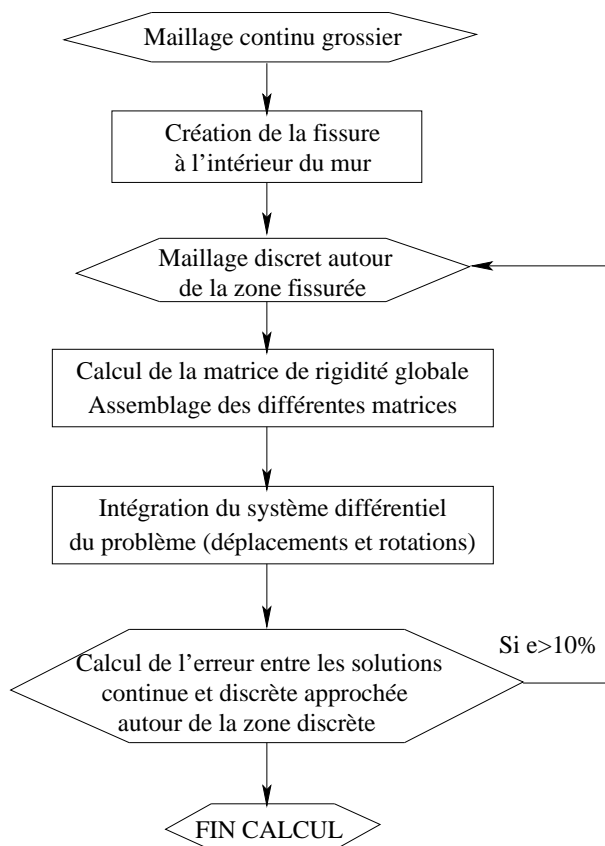 Maillage continu grossier
Création de la fissure
à l'intérieur du mur
Maillage discret autour
de la zone fissurée
Calcul de la matrice de rigidité globale
Assemblage des différentes matrices
Intégration du système différentiel
du problème (déplacements et rotations)
Si e>10%
Calcul de l'erreur entre les solutions
continue et discrète approchée
autour de la zone discrète
FIN CALCUL